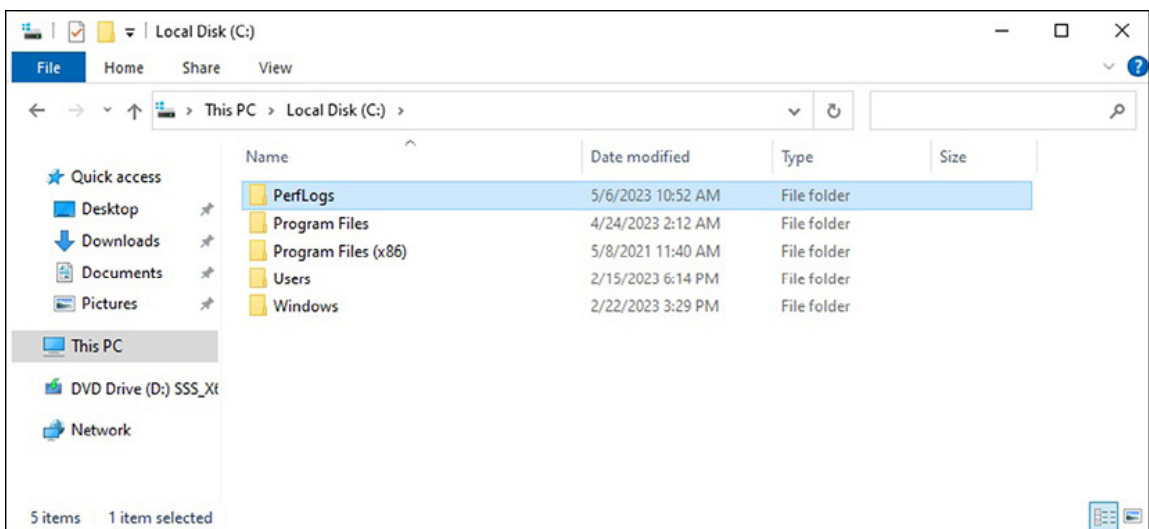 Local Disk (C:)
File Home Share View
This PC > Local Disk (C:) >
Name Date modified Type Size
Quick access
Desktop
Downloads
Documents
Pictures
This PC
DVD Drive (D:) SSS_X6
Network
PerfLogs 5/6/2023 10:52 AM File folder
Program Files 4/24/2023 2:12 AM File folder
Program Files (x86) 5/8/2021 11:40 AM File folder
Users 2/15/2023 6:14 PM File folder
Windows 2/22/2023 3:29 PM File folder
5 items 1 item selected